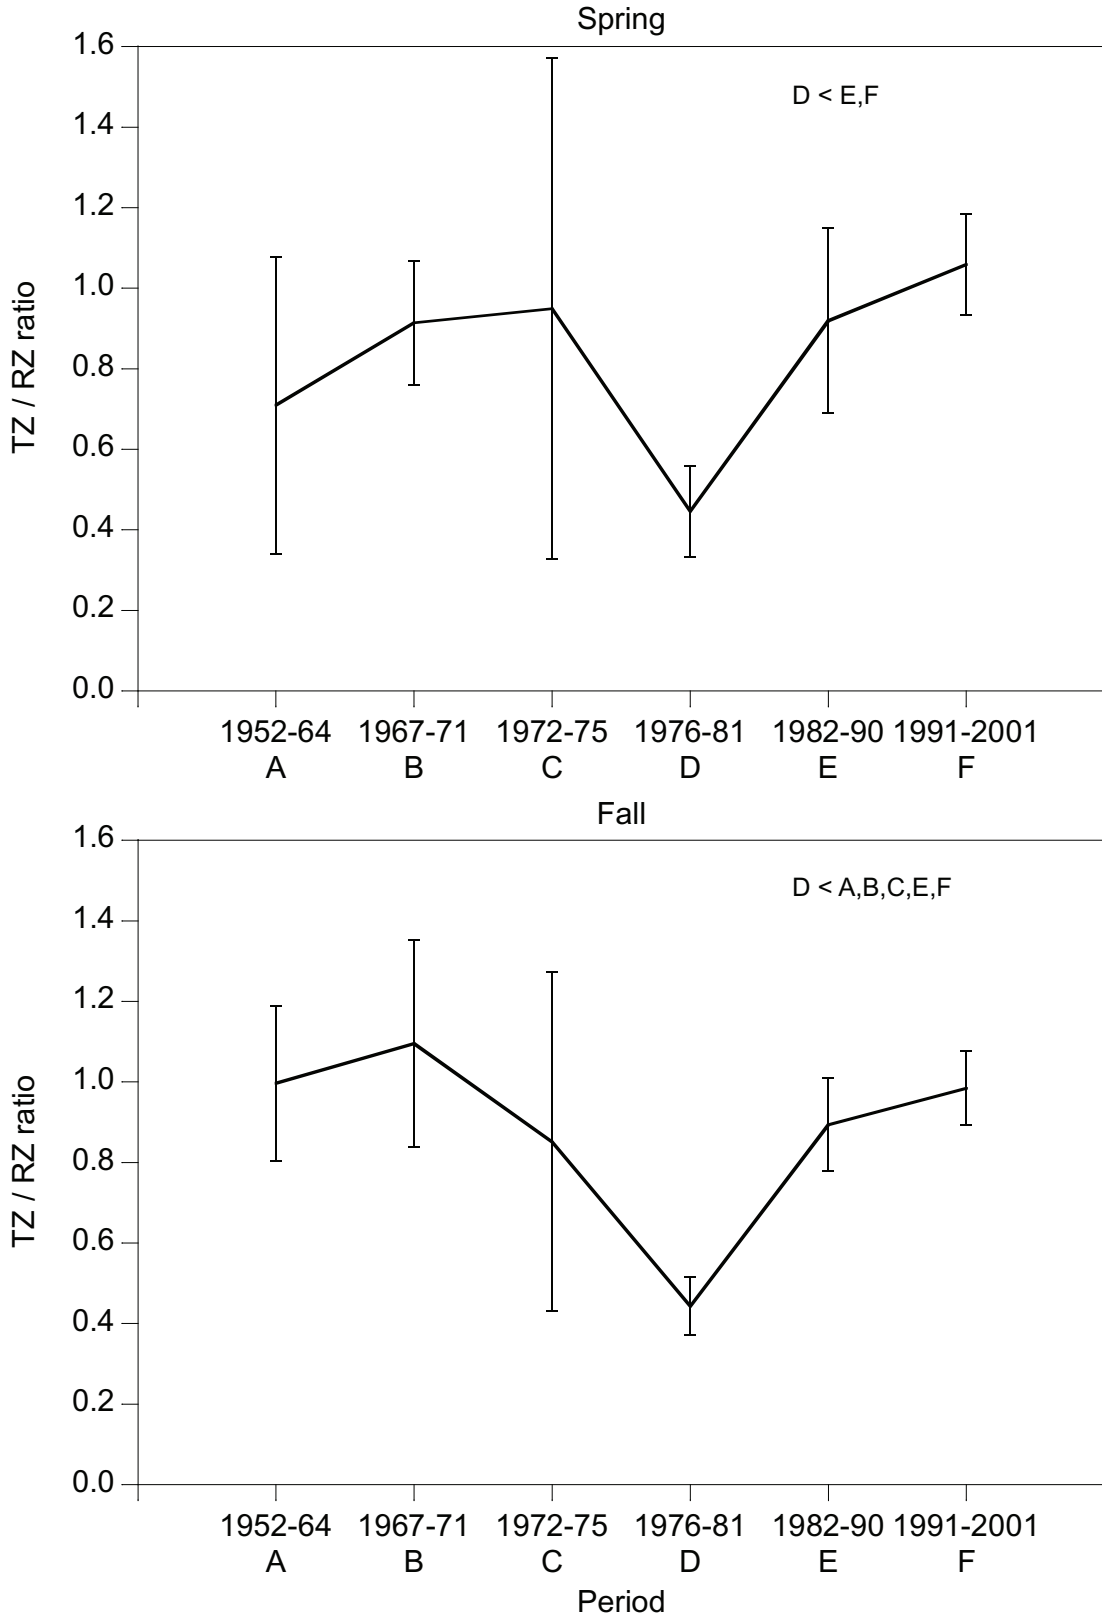 Spring
1.6
D < E,F
1.4
1.2
1.0
0.8
0.6
0.4
0.2
0.0
TZ / RZ ratio
1952-64 1967-71 1972-75 1976-81 1982-90 1991-2001
A B C D E F
Fall
1.6
D < A,B,C,E,F
1.4
1.2
1.0
0.8
0.6
0.4
0.2
0.0
TZ / RZ ratio
1952-64 1967-71 1972-75 1976-81 1982-90 1991-2001
A B C D E F
Period